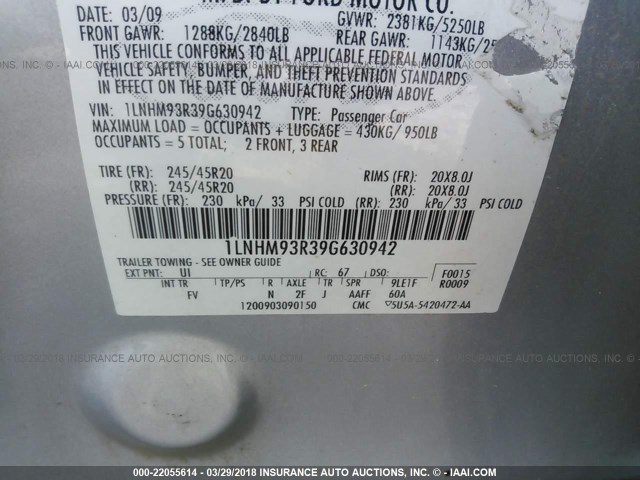 FORD MOTOR CO.
03/09 GVWR: 2381KG/5250LB
FRONT GAWR: 1288KG/2840LB REAR GAWR: 1143KG/
THIS VEHICLE CONFORMS TO ALL APPLICABLE FEDERAL MOTOR
VEHICLE SAFETY, BUMPER, AND THEFT PREVENTION STANDARDS
IN EFFECT ON THE DATE OF MANUFACTURE SHOWN ABOVE.
VIN: 1LNHM93R39G630942 TYPE: Passenger Car
MAXIMUM LOAD = OCCUPANTS + LUGGAGE = 430KG/ 950LB
OCCUPANTS = 5 TOTAL; 2 FRONT, 3 REAR
TIRE (FR): 245/45R20 RIMS (FR): 20X8.0J
(RR): 245/45R20 (RR): 20X8.0J
PRESSURE (FR): 230 kPa/ 33 PSI COLD (RR): 230 kPa/ 33 PSI COLD
1LNHM93R39G630942
TRAILER TOWING - SEE OWNER GUIDE
EXT PNT: UI RC: 67 DSO: F0015
INT TR TP/PS R AXLE TR SPR 9LE1F R0009
FV N 2F J AAFF 60A
1200903090150 CMC 5U5A-5420472-AA
000-22055614 - 03/29/2018 INSURANCE AUTO AUCTIONS, INC. - ©IAAI.COM